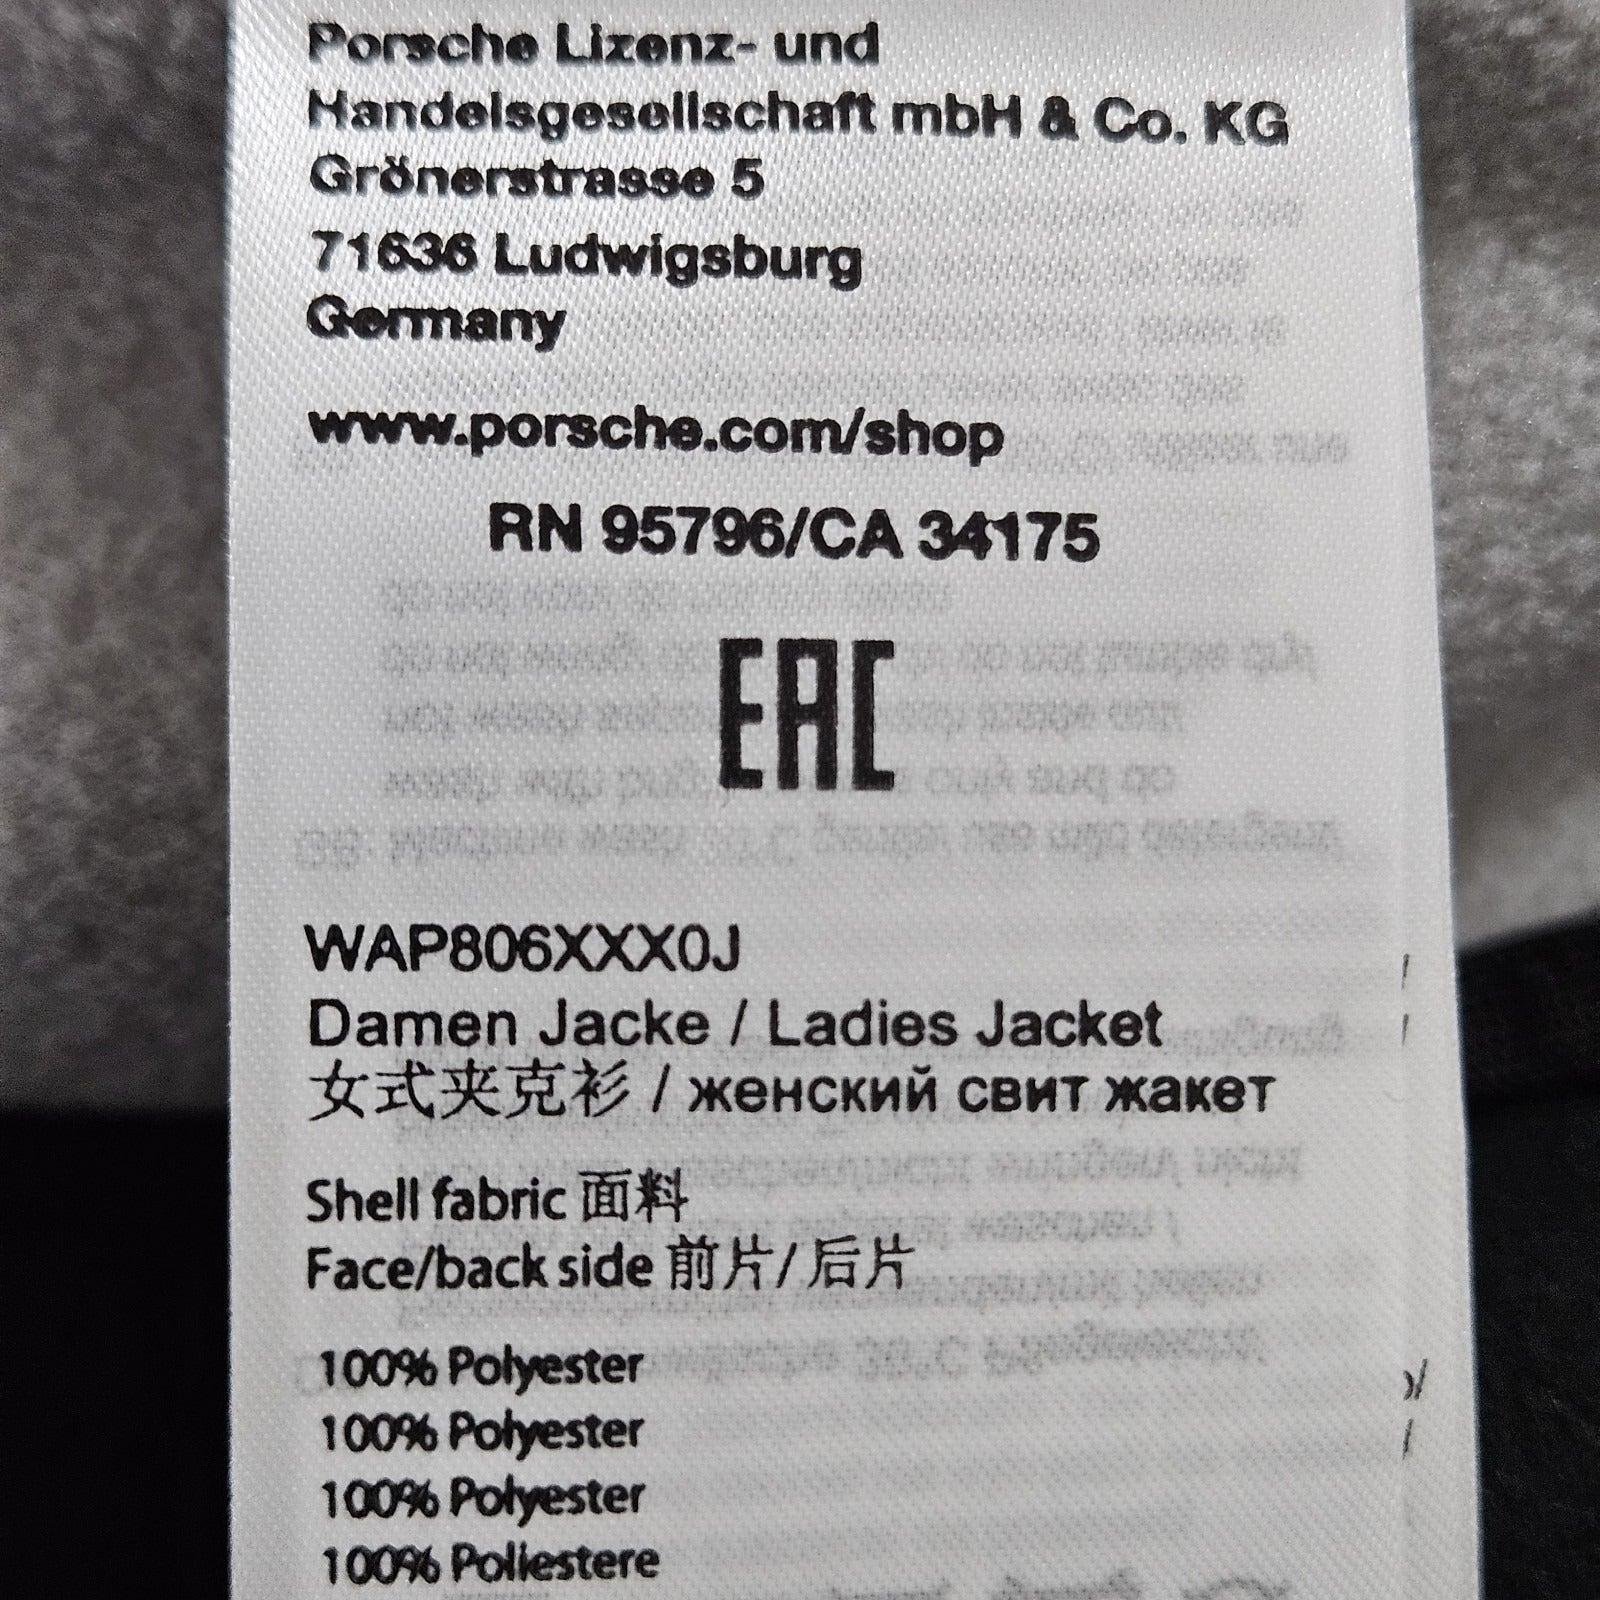 Porsche Lizenz- und
Handelsgesellschaft mbH & Co. KG
Grönerstrasse 5
71636 Ludwigsburg
Germany
www.porsche.com/shop
RN 95796/CA 34175
EAC
WAP806XXX0J
Damen Jacke / Ladies Jacket
女式夹克衫 / женский свит жакет
Shell fabric 面料
Face/back side 前片/ 后片
100% Polyester
100% Polyester
100% Polyester
100% Poliestere